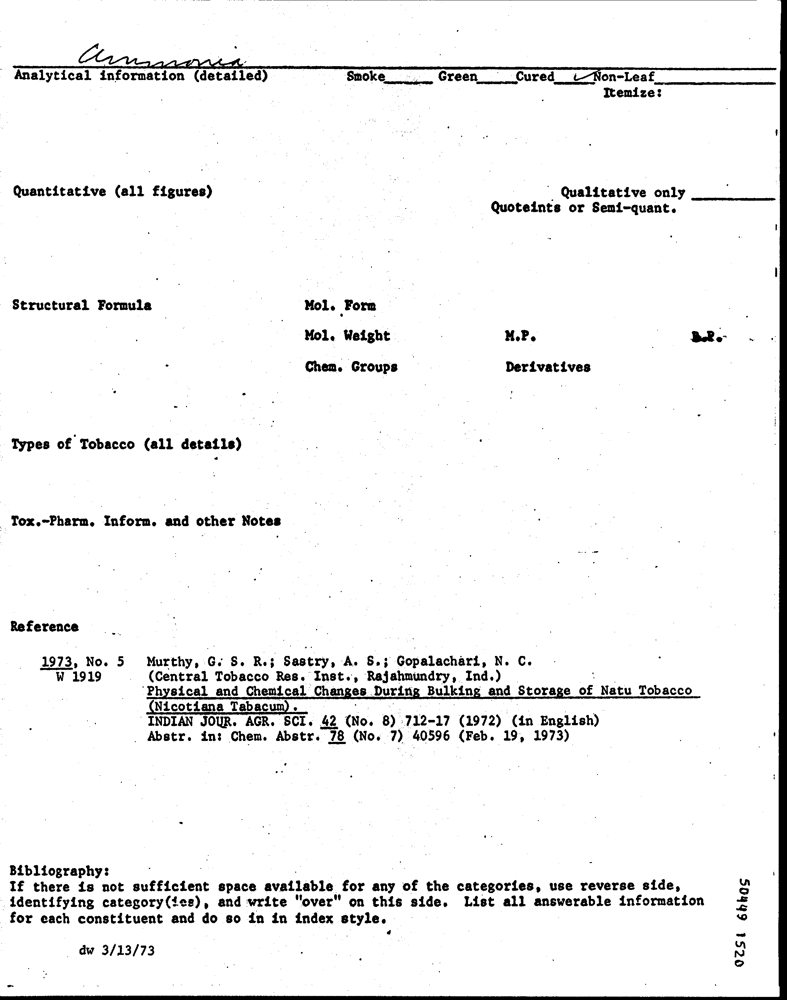 Ammonia
Analytical information (detailed) Smoke____ Green____ Cured__✓Non-Leaf____
Itemize:
Quantitative (all figures) Qualitative only ________
Quoteints or Semi-quant.
Structural Formula Mol. Form
Mol. Weight M.P. B.P.
Chem. Groups Derivatives
Types of Tobacco (all details)
Tox.-Pharm. Inform. and other Notes
Reference
1973, No. 5 Murthy, G. S. R.; Sastry, A. S.; Gopalachari, N. C.
W 1919 (Central Tobacco Res. Inst., Rajahmundry, Ind.)
Physical and Chemical Changes During Bulking and Storage of Natu Tobacco
(Nicotiana Tabacum).
INDIAN JOUR. AGR. SCI. 42 (No. 8) 712-17 (1972) (in English)
Abstr. in: Chem. Abstr. 78 (No. 7) 40596 (Feb. 19, 1973)
Bibliography:
If there is not sufficient space available for any of the categories, use reverse side,
identifying category(ies), and write "over" on this side. List all answerable information
for each constituent and do so in in index style.
dw 3/13/73
50449 1520